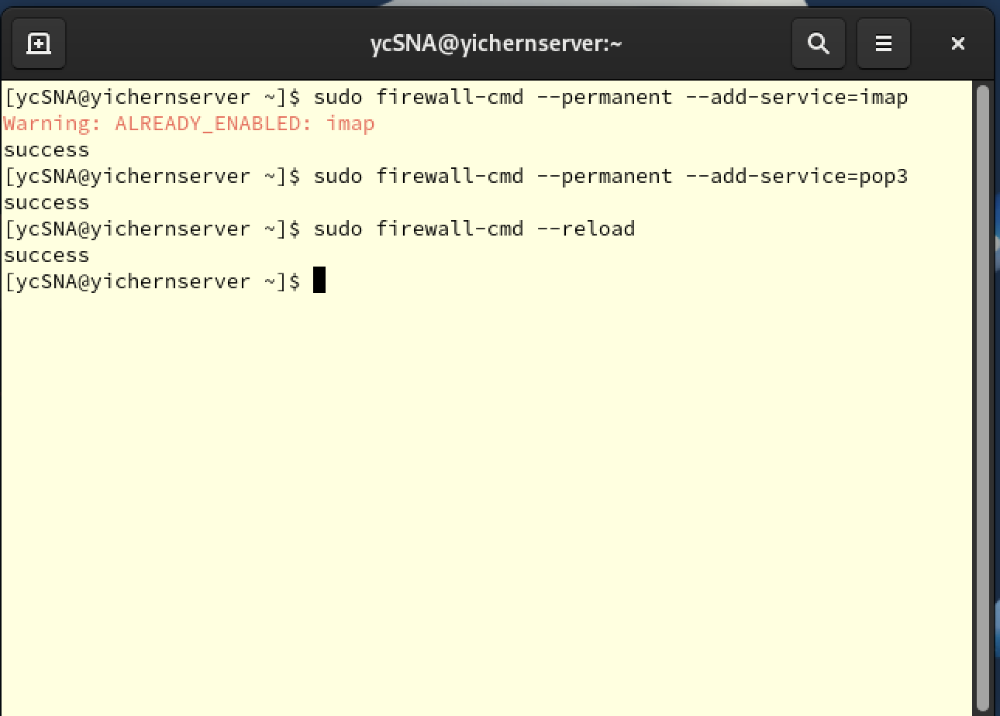 ycSNA@yichernserver:~
[ycSNA@yichernserver ~]$ sudo firewall-cmd --permanent --add-service=imap
Warning: ALREADY_ENABLED: imap
success
[ycSNA@yichernserver ~]$ sudo firewall-cmd --permanent --add-service=pop3
success
[ycSNA@yichernserver ~]$ sudo firewall-cmd --reload
success
[ycSNA@yichernserver ~]$